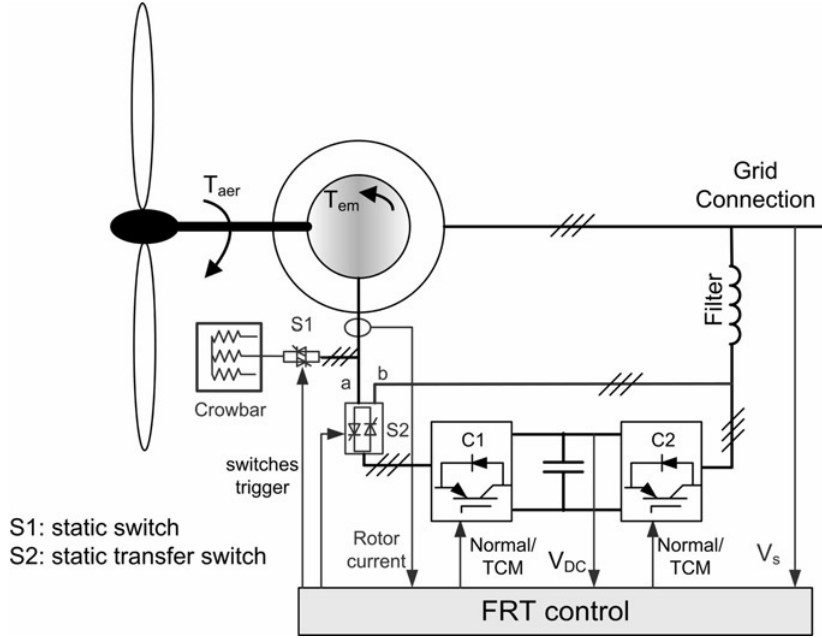 Grid
Connection
T_aer
T_em
Filter
S1
Crowbar
a
b
S2
C1
C2
switches
trigger
S1: static switch
S2: static transfer switch
Rotor
current
Normal/
TCM
V_DC
Normal/
TCM
V_s
FRT control